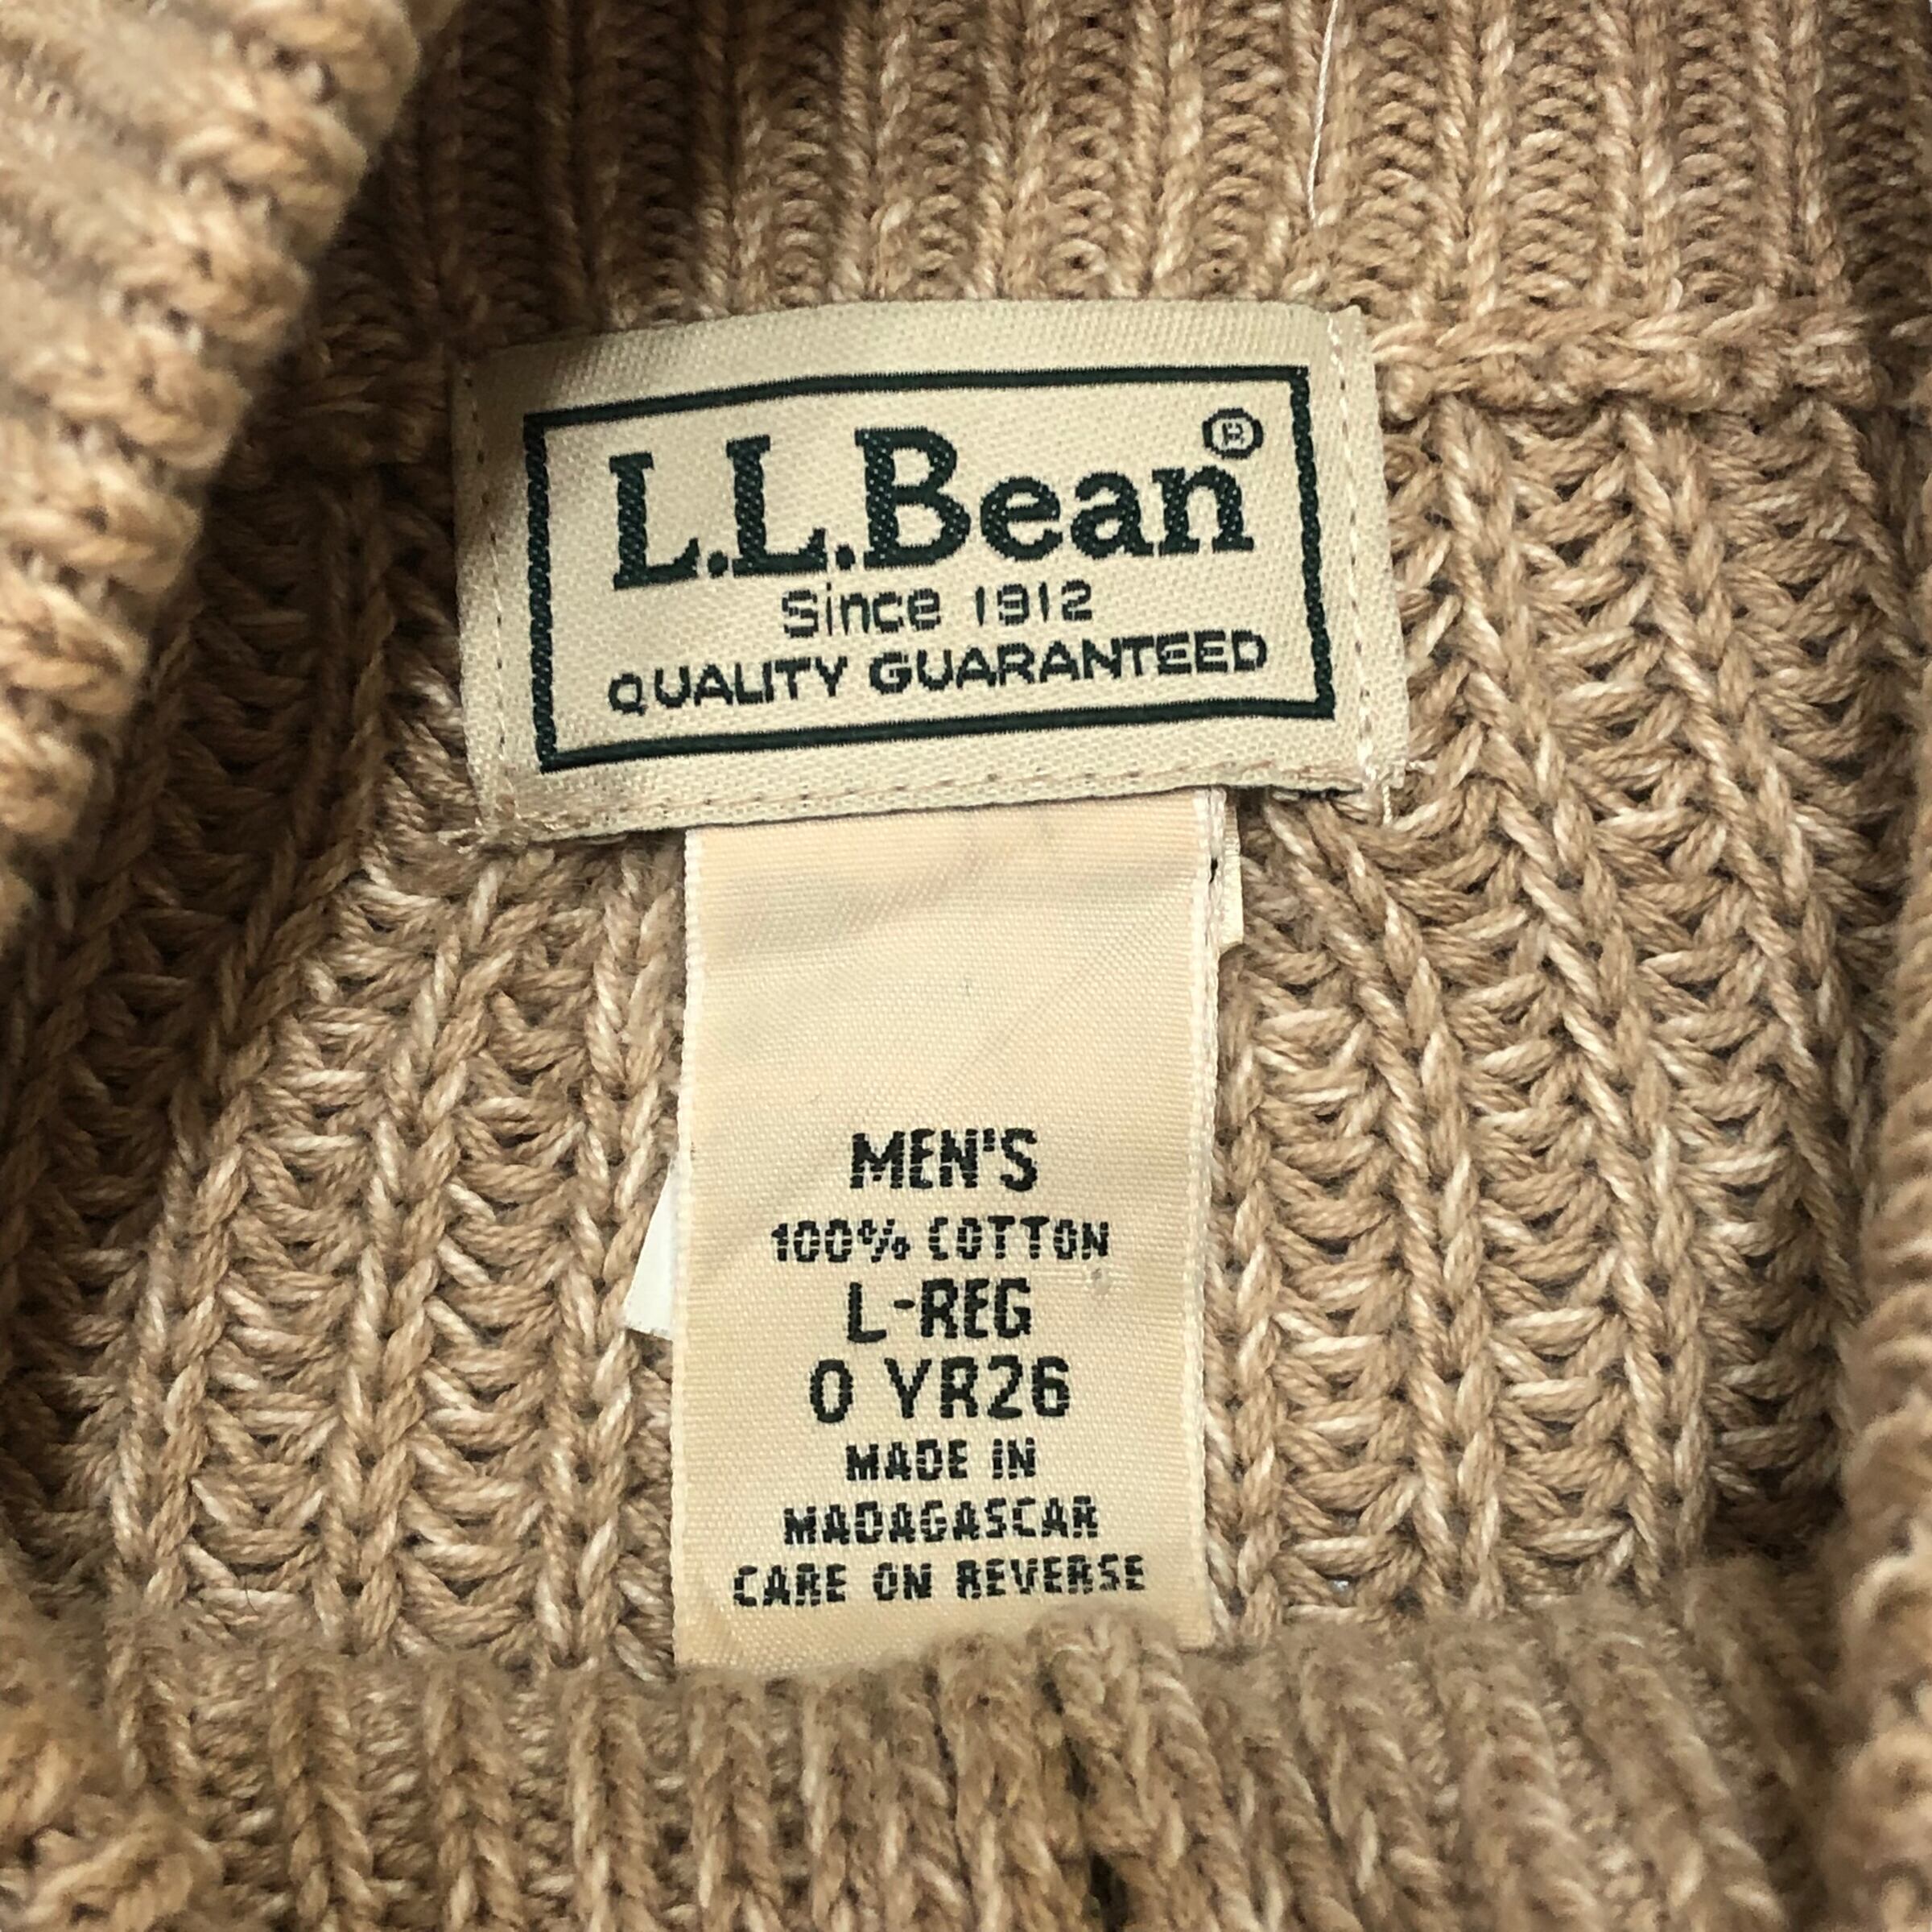 L.L.Bean®
Since 1912
QUALITY GUARANTEED
MEN'S
100% COTTON
L-REG
0 YR26
MADE IN
MADAGASCAR
CARE ON REVERSE